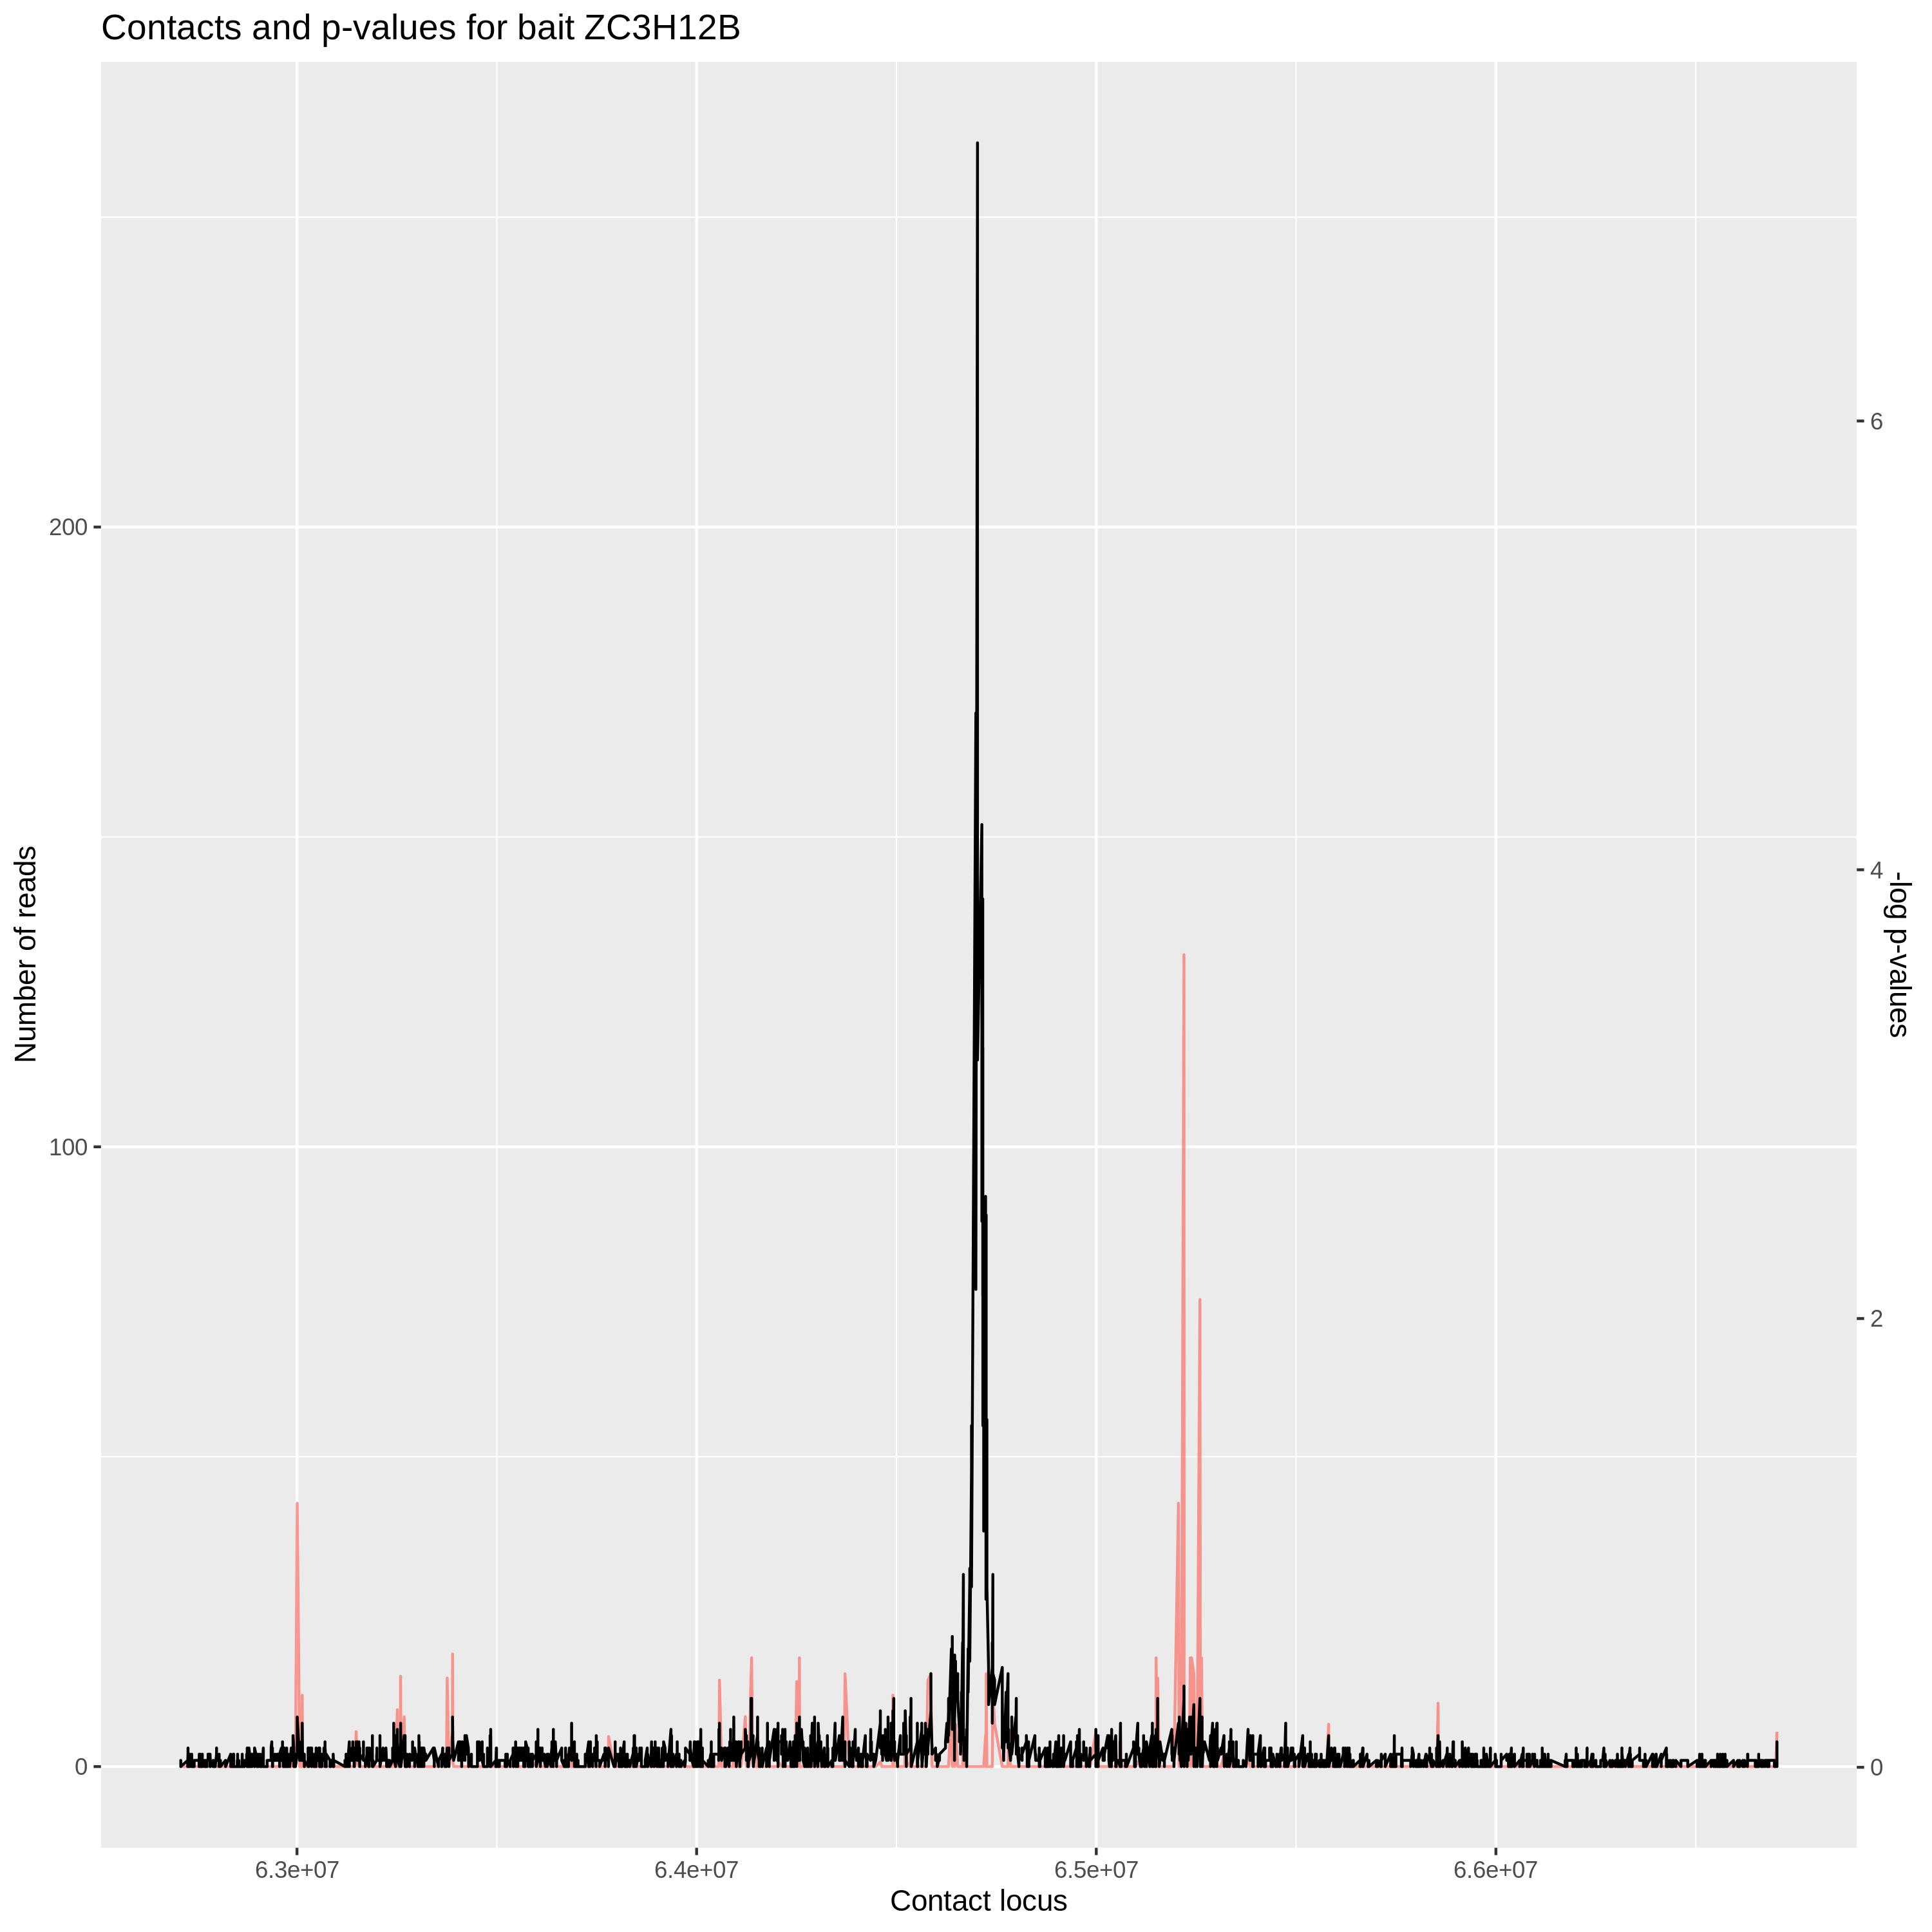 Contacts and p-values for bait ZC3H12B
Number of reads
200
100
0
6
4
2
0
-log p-values
6.3e+07
6.4e+07
6.5e+07
6.6e+07
Contact locus